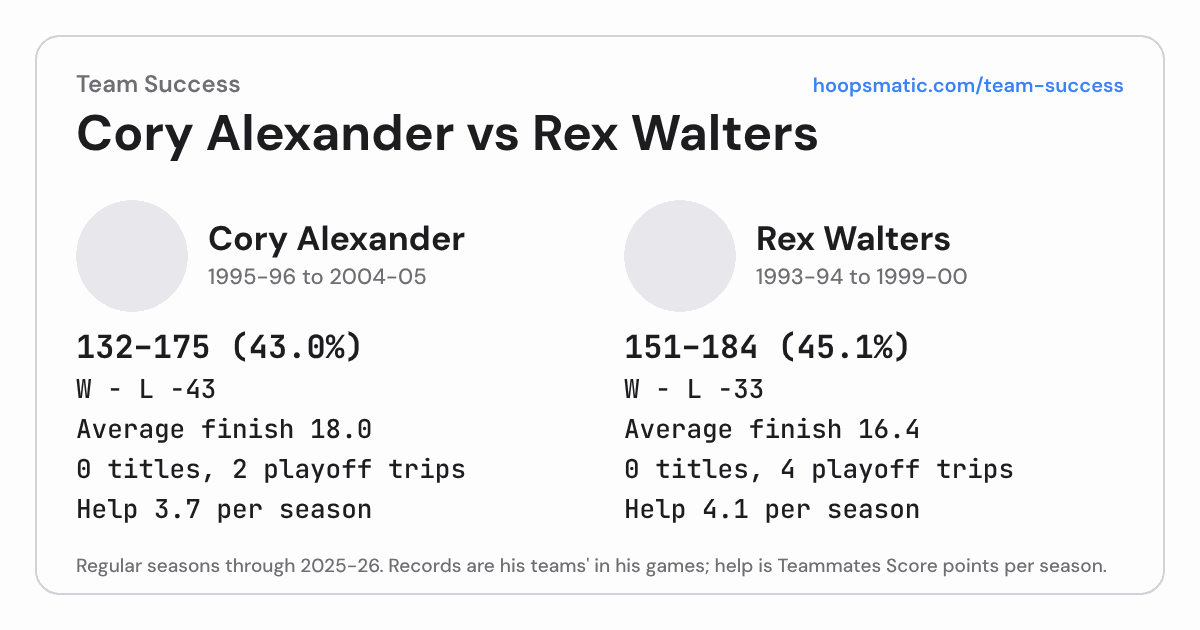 Team Success
hoopsmatic.com/team-success
Cory Alexander vs Rex Walters
Cory Alexander
1995-96 to 2004-05
132-175 (43.0%)
W - L -43
Average finish 18.0
0 titles, 2 playoff trips
Help 3.7 per season
Rex Walters
1993-94 to 1999-00
151-184 (45.1%)
W - L -33
Average finish 16.4
0 titles, 4 playoff trips
Help 4.1 per season
Regular seasons through 2025-26. Records are his teams' in his games; help is Teammates Score points per season.